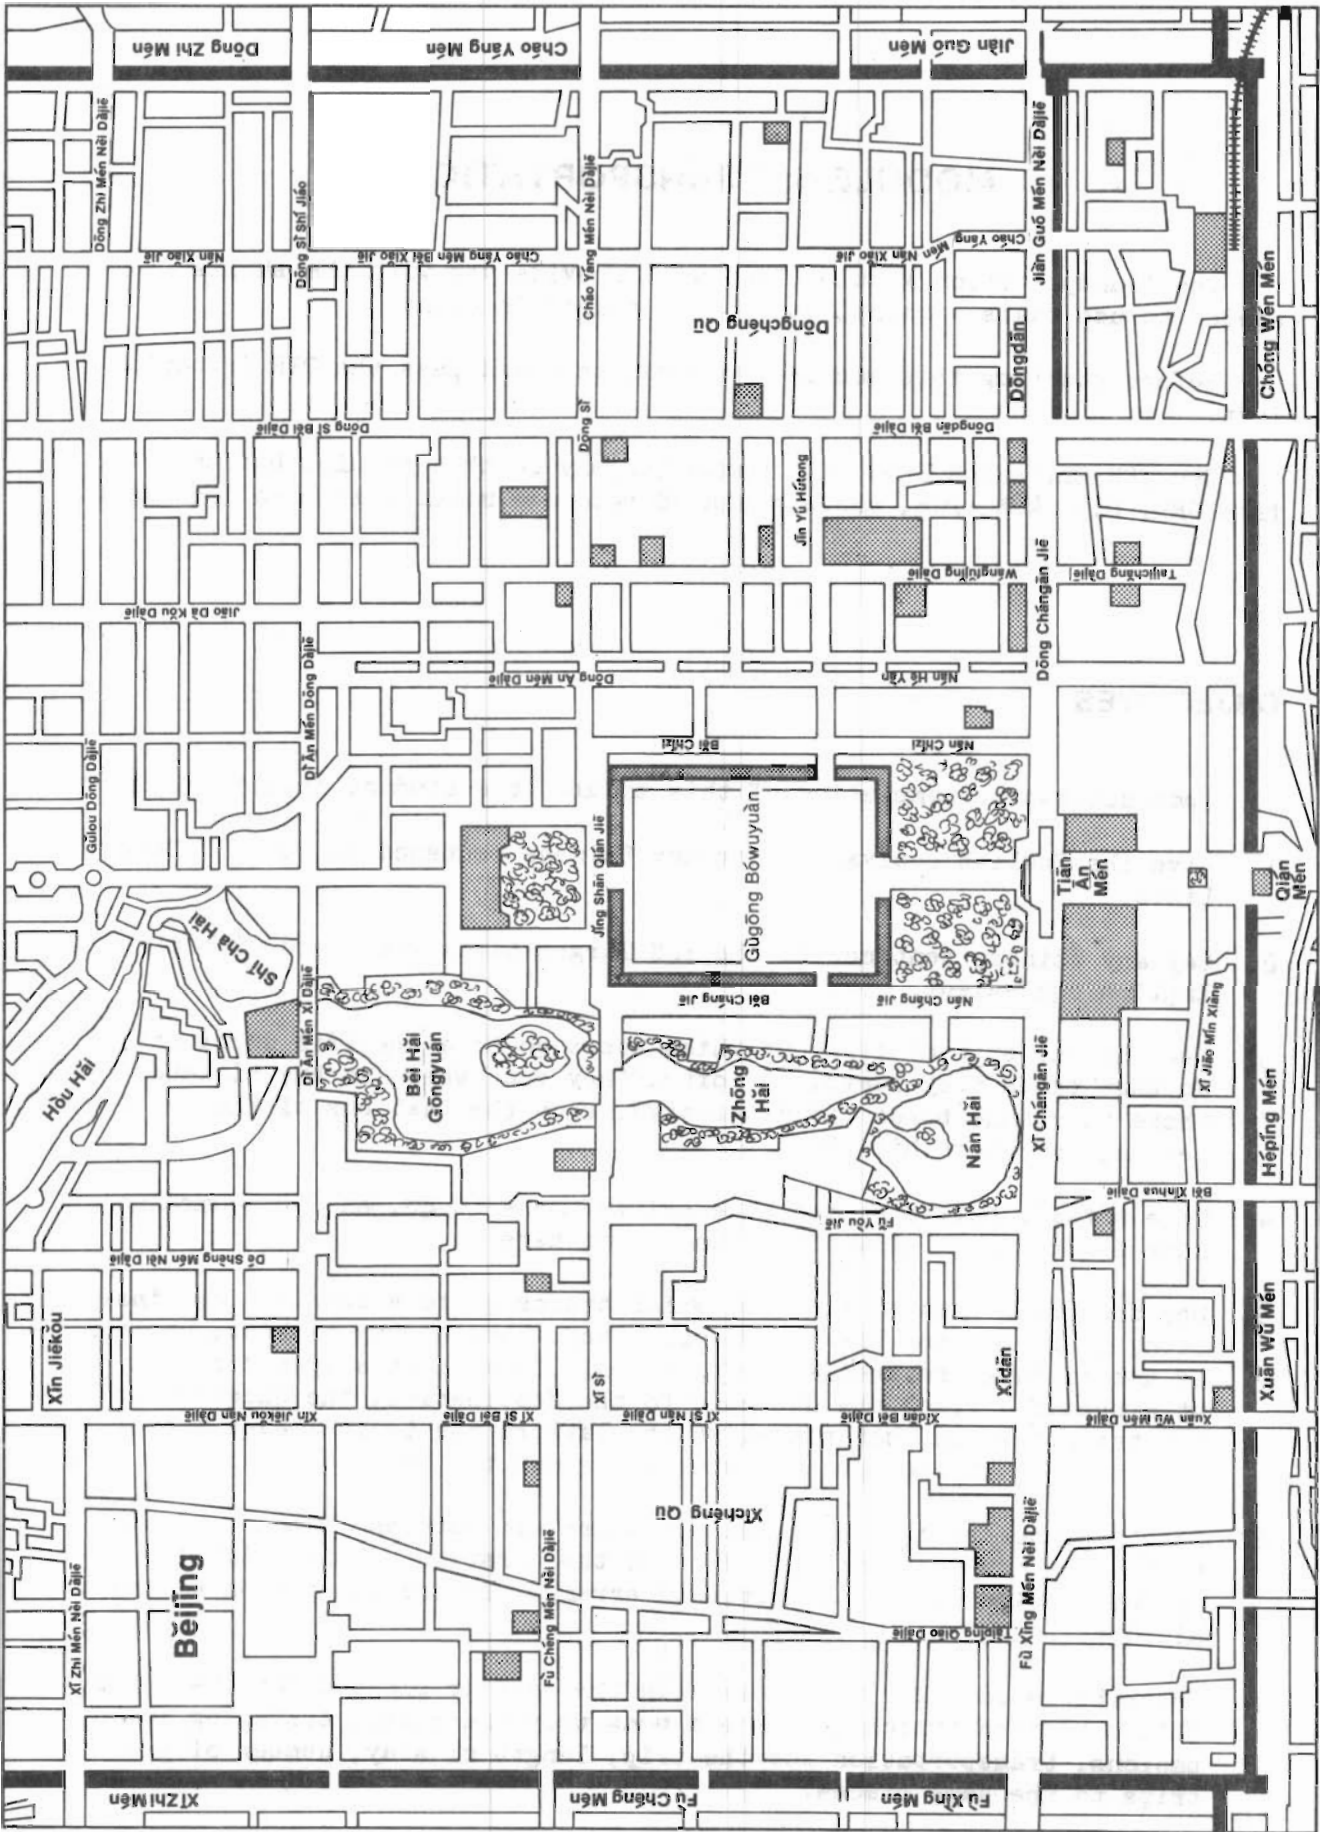 Dōng Zhi Mén
Cháo Yáng Mén
Jiàn Guó Mén
Dōng Zhi Mén Nèi Dàjiē
Dōng Sì Shí Jiáo
Cháo Yáng Mén Nèi Dàjiē
Jiàn Guó Mén Nèi Dàjiē
Nán Xiǎo Jiē
Cháo Yáng Mén Běi Xiǎo Jiē
Cháo Yáng
Mén Nán Xiǎo Jiē
Dōngchéng Qū
Dōngdān
Chóng Wén Mén
Dōng Sì Běi Dàjiē
Dōng Sì
Dōngdān Běi Dàjiē
Jīn Yú Hútong
Jiāo Dà Kǒu Dàjiē
Wángfǔjǐng Dàjiē
Taijichǎng Dàjiē
Dōng Chángān Jiē
Dì Ān Mén Dōng Dàjiē
Dōng Ān Mén Dàjiē
Nán Hé Yán
Gǔlou Dōng Dàjiē
Běi Chízi
Nán Chízi
Jǐng Shān Qián Jiē
Gùgōng Bówuyuàn
Tiān
Ān
Mén
Qián
Mén
Shí Chà Hǎi
Hòu Hǎi
Dì Ān Mén Xī Dàjiē
Běi Hǎi
Gōngyuán
Běi Cháng Jiē
Nán Cháng Jiē
Zhōng
Hǎi
Nán Hǎi
Xī Chángān Jiē
Xī Jiāo Mín Xiàng
Hépíng Mén
Dé Shèng Mén Nèi Dàjiē
Fǔ Yòu Jiē
Běi Xīnhua Dàjiē
Xīn Jiēkǒu
Xī Sì
Xīdān
Xuān Wǔ Mén
Xīn Jiēkǒu Nán Dàjiē
Xī Sì Běi Dàjiē
Xī Sì Nán Dàjiē
Xīdān Běi Dàjiē
Xuān Wǔ Mén Dàjiē
Xīchéng Qū
Běijīng
Xī Zhi Mén Nèi Dàjiē
Fù Chéng Mén Nèi Dàjiē
Tàipíng Qiáo Dàjiē
Fù Xīng Mén Nèi Dàjiē
Xī Zhi Mén
Fù Chéng Mén
Fù Xīng Mén